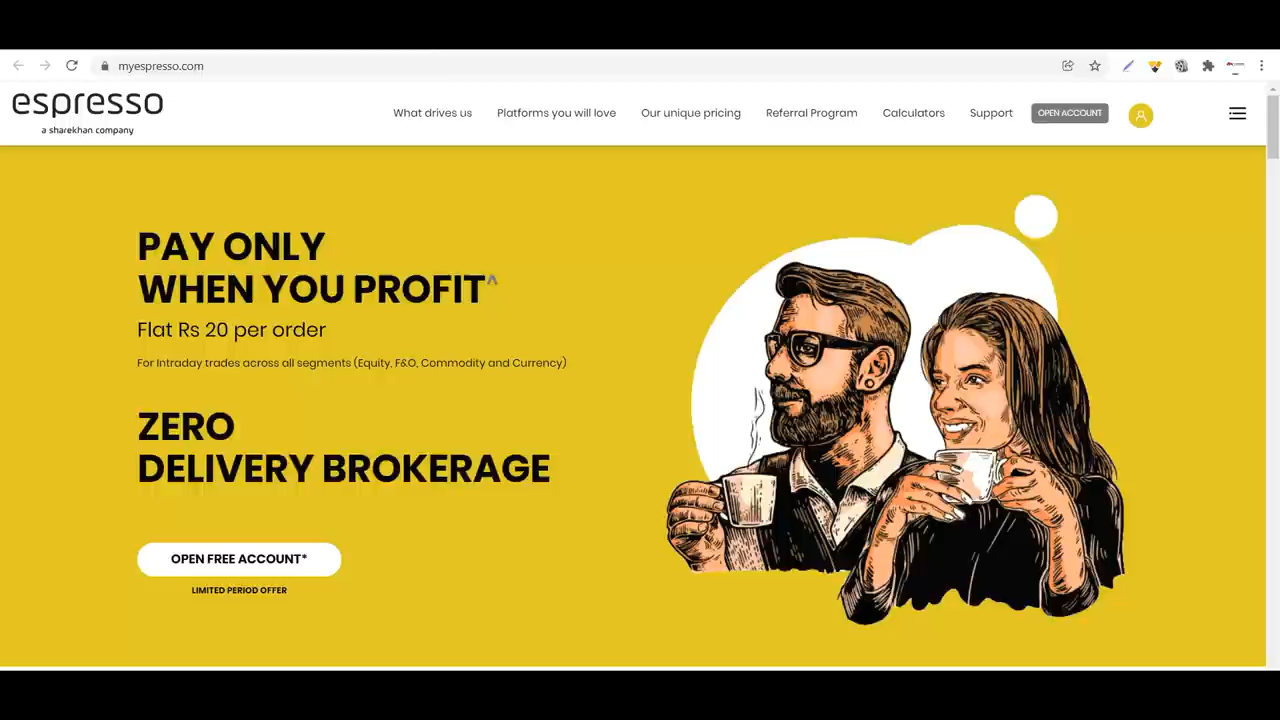 myespresso.com
espresso
a sharekhan company
What drives us
Platforms you will love
Our unique pricing
Referral Program
Calculators
Support
OPEN ACCOUNT
PAY ONLY
WHEN YOU PROFIT^
Flat Rs 20 per order
For Intraday trades across all segments (Equity, F&O, Commodity and Currency)
ZERO
DELIVERY BROKERAGE
OPEN FREE ACCOUNT*
LIMITED PERIOD OFFER